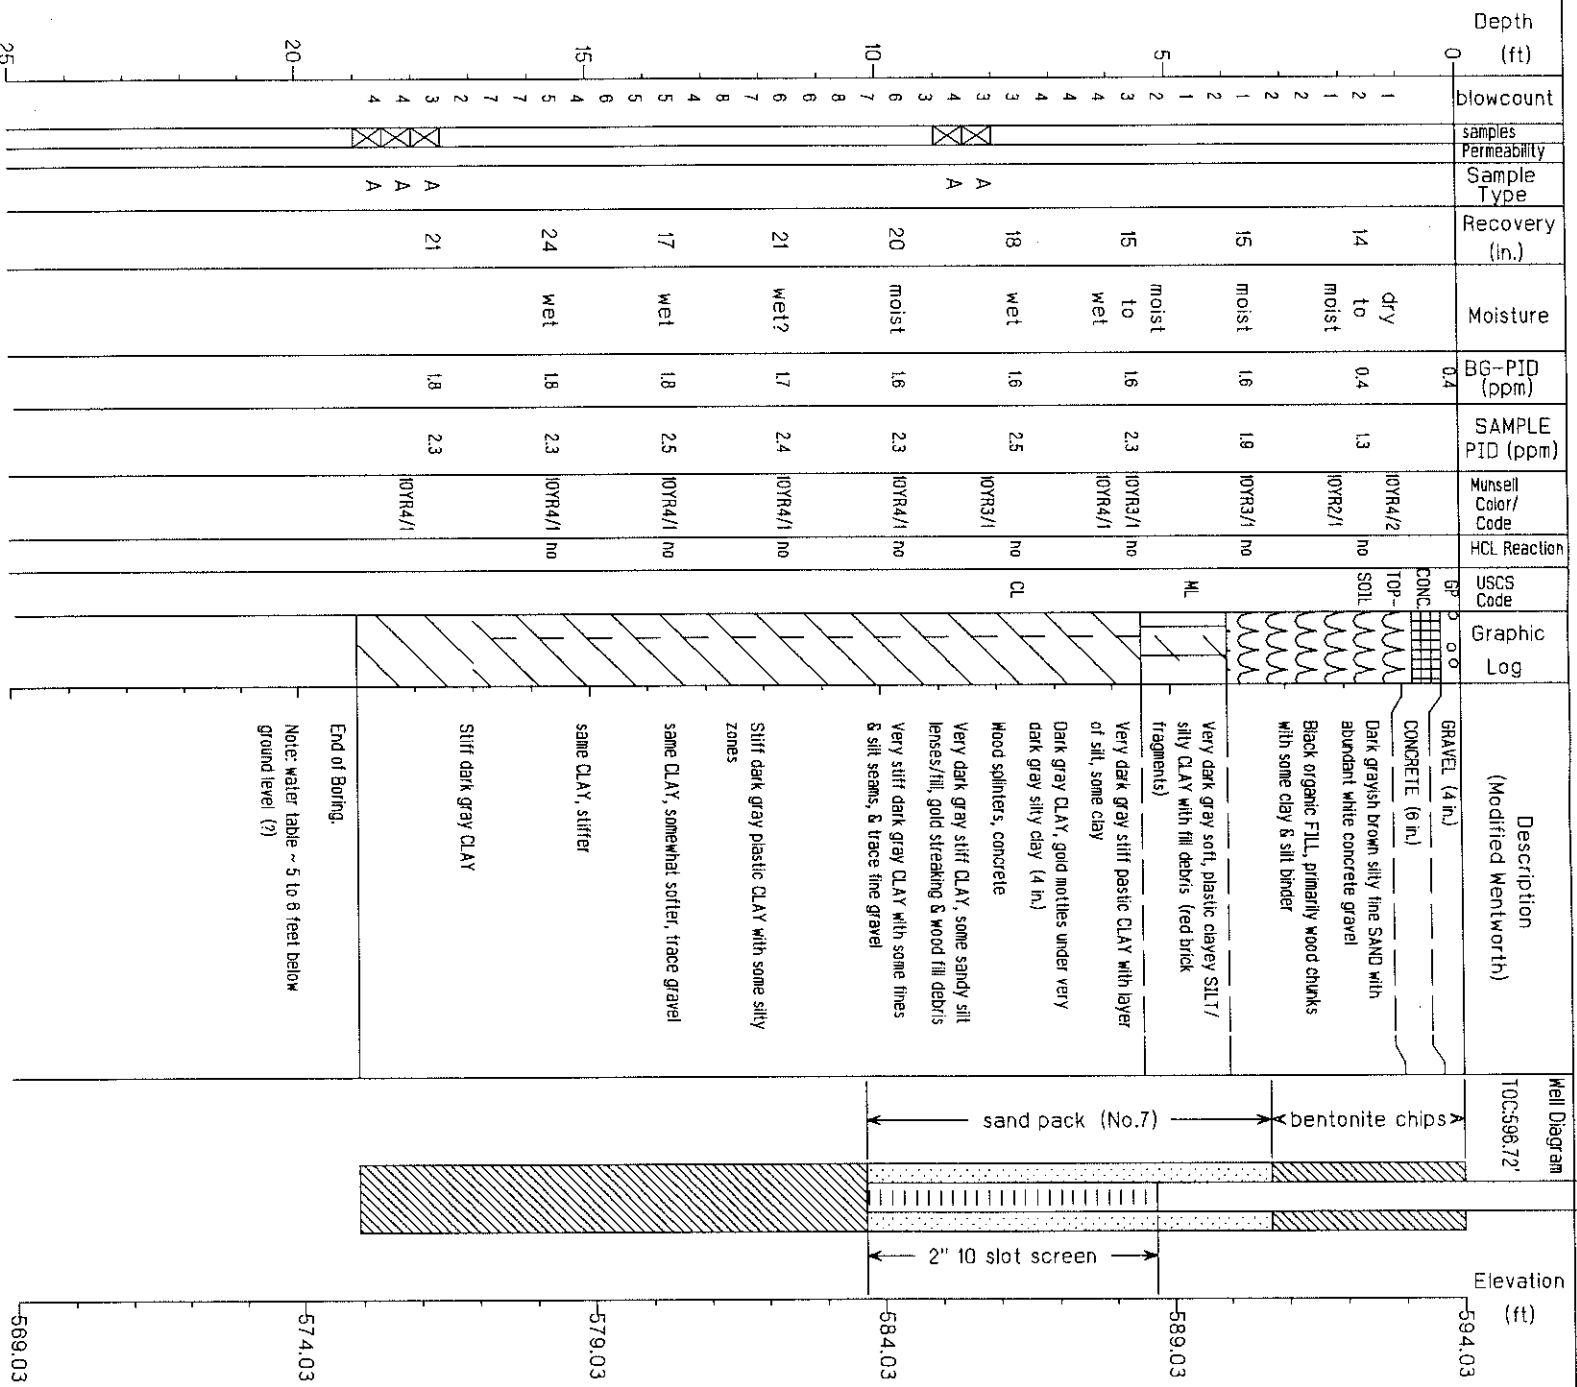 Depth
(ft)
0
5
10
15
20
25
blowcount
1
2
1
2
2
1
2
1
2
3
4
4
4
3
3
4
3
6
7
8
6
6
7
4
5
5
6
4
5
7
7
2
3
4
4
samples
Permeability
Sample
Type
A
A
A
A
A
Recovery
(in.)
14
15
15
18
20
21
17
24
21
Moisture
dry
to
moist
moist
moist
to
wet
wet
moist
wet?
wet
wet
BG-PID
(ppm)
0.4
0.4
1.6
1.6
1.6
1.6
1.7
1.8
1.8
1.8
SAMPLE
PID (ppm)
1.3
1.9
2.3
2.5
2.3
2.4
2.5
2.3
2.3
Munsell
Color/
Code
10YR4/2
10YR2/1
10YR3/1
10YR3/1
10YR4/1
10YR3/1
10YR4/1
10YR4/1
10YR4/1
10YR4/1
10YR4/1
HCL Reaction
no
no
no
no
no
no
no
no
USCS
Code
GP
CONC.
TOP-
SOIL
ML
CL
Graphic
Log
Description
(Modified Wentworth)
GRAVEL (4 in.)
CONCRETE (6 in.)
Dark grayish brown silty fine SAND with
abundant white concrete gravel
Black organic FILL, primarily wood chunks
with some clay & silt binder
Very dark gray soft, plastic clayey SILT/
silty CLAY with fill debris (red brick
fragments)
Very dark gray stiff pastic CLAY with layer
of silt, some clay
Dark gray CLAY, gold mottles under very
dark gray silty clay (4 in.)
Wood splinters, concrete
Very dark gray stiff CLAY, some sandy silt
lenses/fill, gold streaking & wood fill debris
Very stiff dark gray CLAY with some fines
& silt seams, & trace fine gravel
Stiff dark gray plastic CLAY with some silty
zones
same CLAY, somewhat softer, trace gravel
same CLAY, stiffer
Stiff dark gray CLAY
End of Boring.
Note: water table ~ 5 to 6 feet below
ground level (?)
Well Diagram
TOC:596.72'
bentonite chips
sand pack (No.7)
2" 10 slot screen
Elevation
(ft)
594.03
589.03
584.03
579.03
574.03
569.03